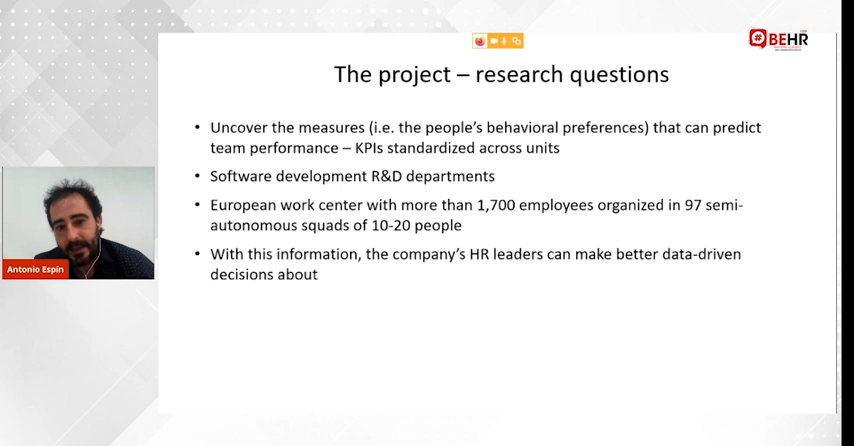 #BEHR
The project – research questions
• Uncover the measures (i.e. the people's behavioral preferences) that can predict
team performance – KPIs standardized across units
• Software development R&D departments
• European work center with more than 1,700 employees organized in 97 semi-
autonomous squads of 10-20 people
• With this information, the company's HR leaders can make better data-driven
decisions about
Antonio Espín